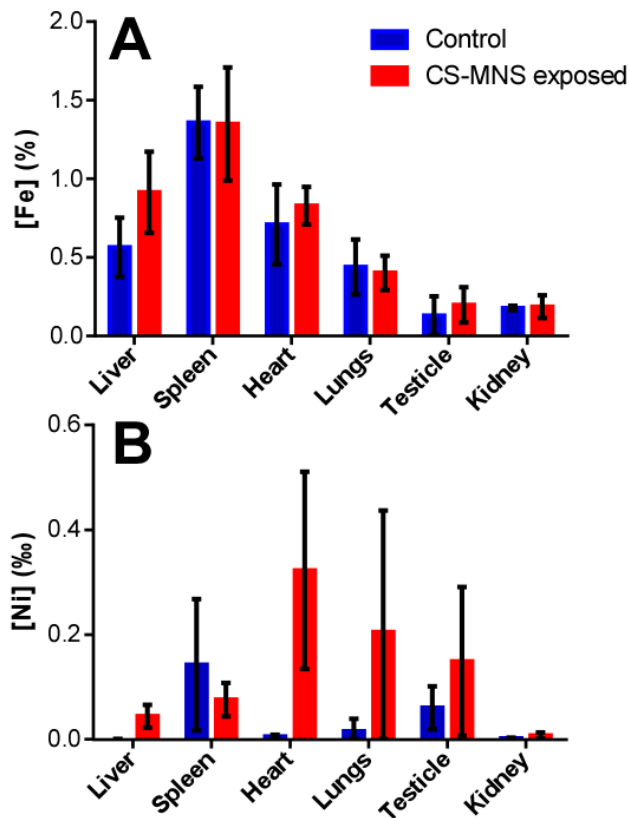 A
Control
CS-MNS exposed
[Fe] (%)
2.0
1.5
1.0
0.5
0.0
Liver
Spleen
Heart
Lungs
Testicle
Kidney
B
[Ni] (‰)
0.6
0.4
0.2
0.0
Liver
Spleen
Heart
Lungs
Testicle
Kidney